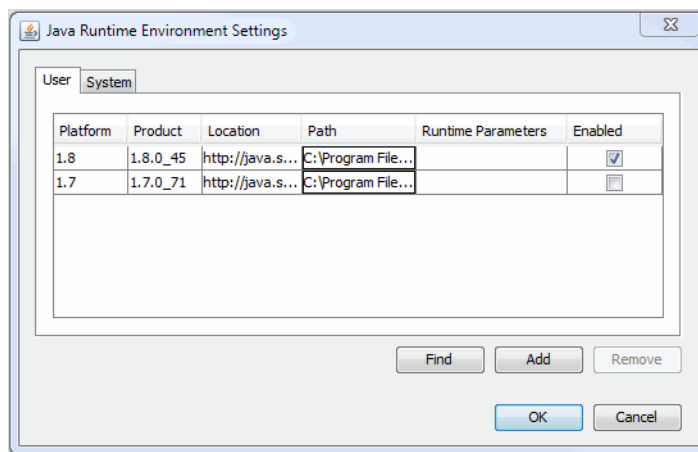 Java Runtime Environment Settings
User System
Platform Product Location Path Runtime Parameters Enabled
1.8 1.8.0_45 http://java.s... C:\Program File...
1.7 1.7.0_71 http://java.s... C:\Program File...
Find Add Remove
OK Cancel